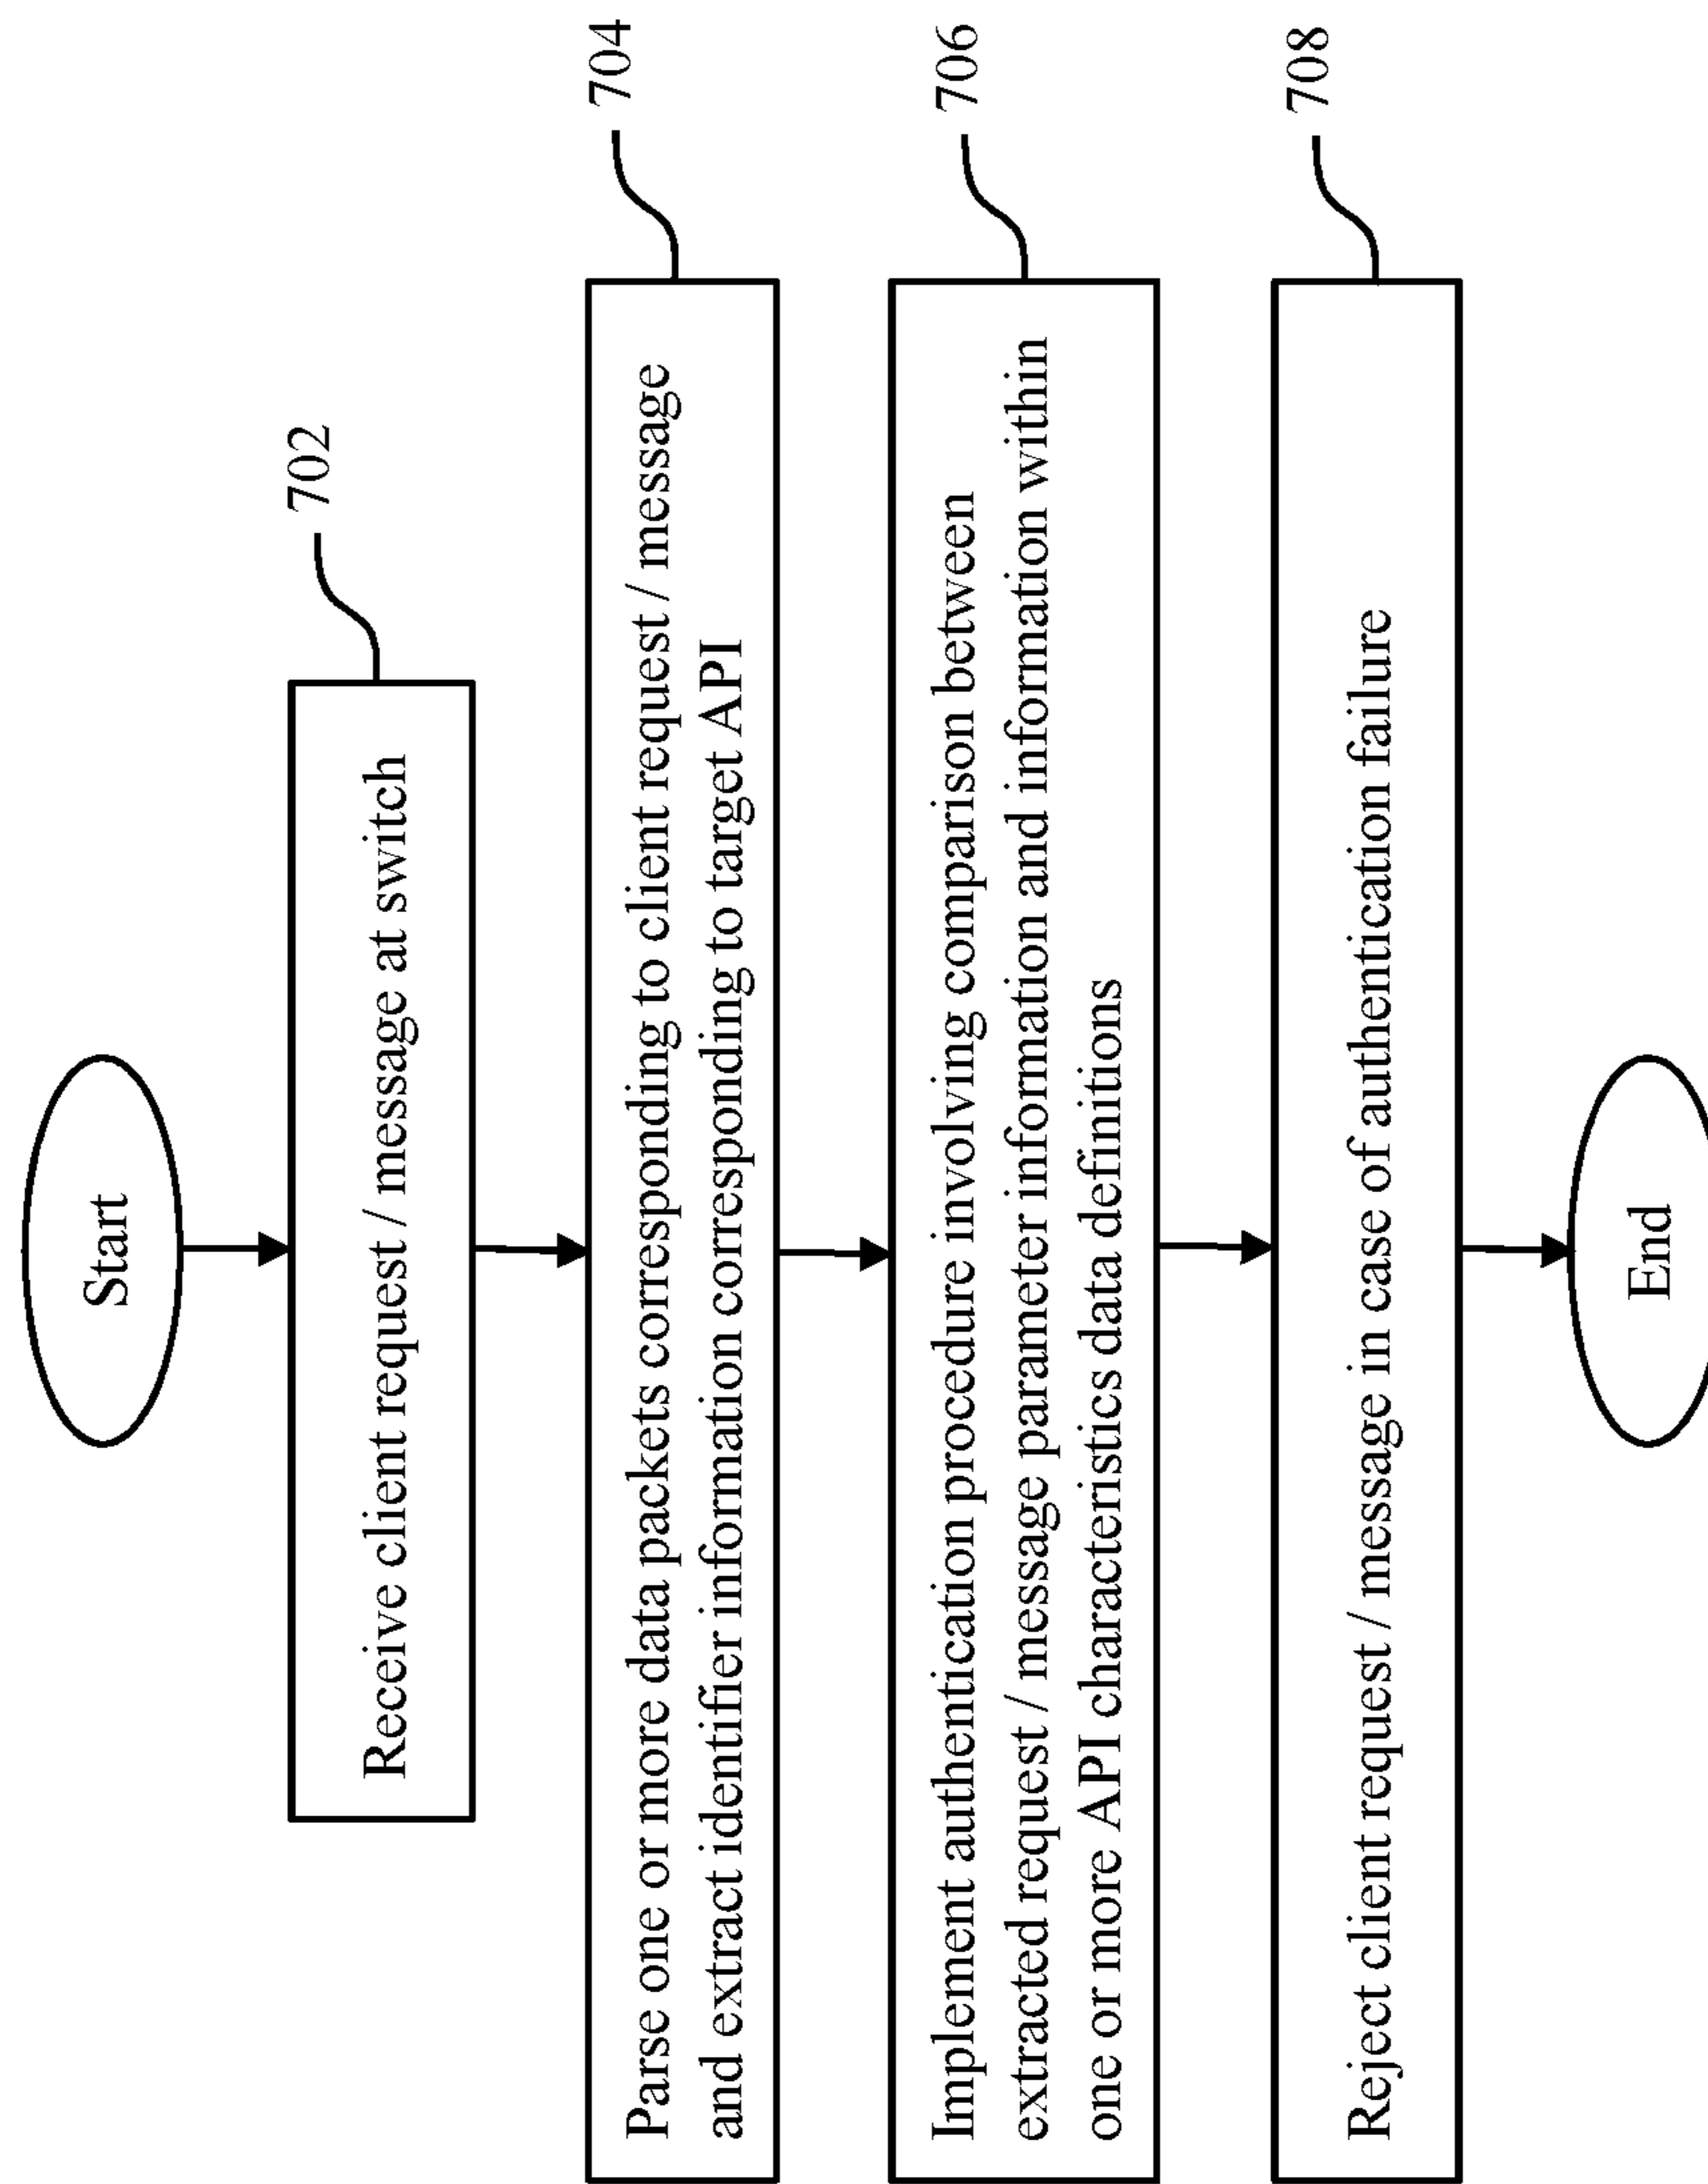 Start
702
Receive client request / message at switch
704
Parse one or more data packets corresponding to client request / message
and extract identifier information corresponding to target API
706
Implement authentication procedure involving comparison between
extracted request / message parameter information and information within
one or more API characteristics data definitions
708
Reject client request / message in case of authentication failure
End